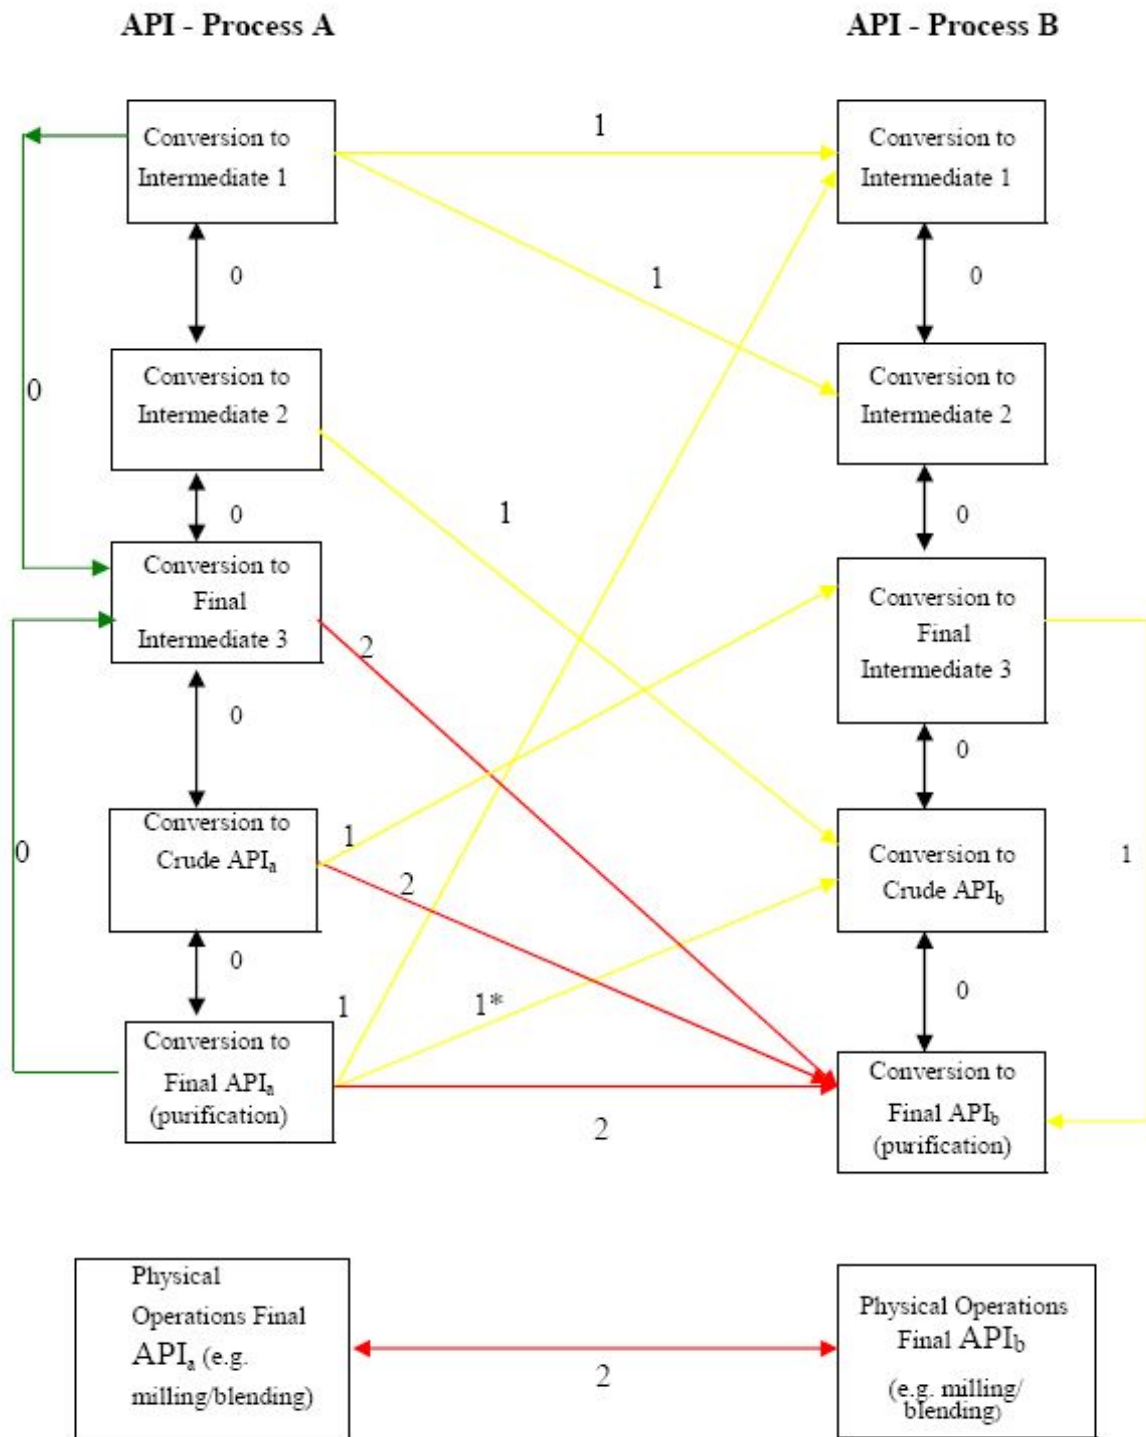 API - Process A
API - Process B
Conversion to
Intermediate 1
1
Conversion to
Intermediate 1
0
1
0
0
Conversion to
Intermediate 2
Conversion to
Intermediate 2
0
1
0
Conversion to
Final
Intermediate 3
2
Conversion to
Final
Intermediate 3
0
0
Conversion to
Crude APIa
0
1
2
Conversion to
Crude APIb
1
0
1
1*
0
Conversion to
Final APIa
(purification)
2
Conversion to
Final APIb
(purification)
Physical
Operations Final
APIa (e.g.
milling/blending)
2
Physical Operations
Final APIb
(e.g. milling/
blending)